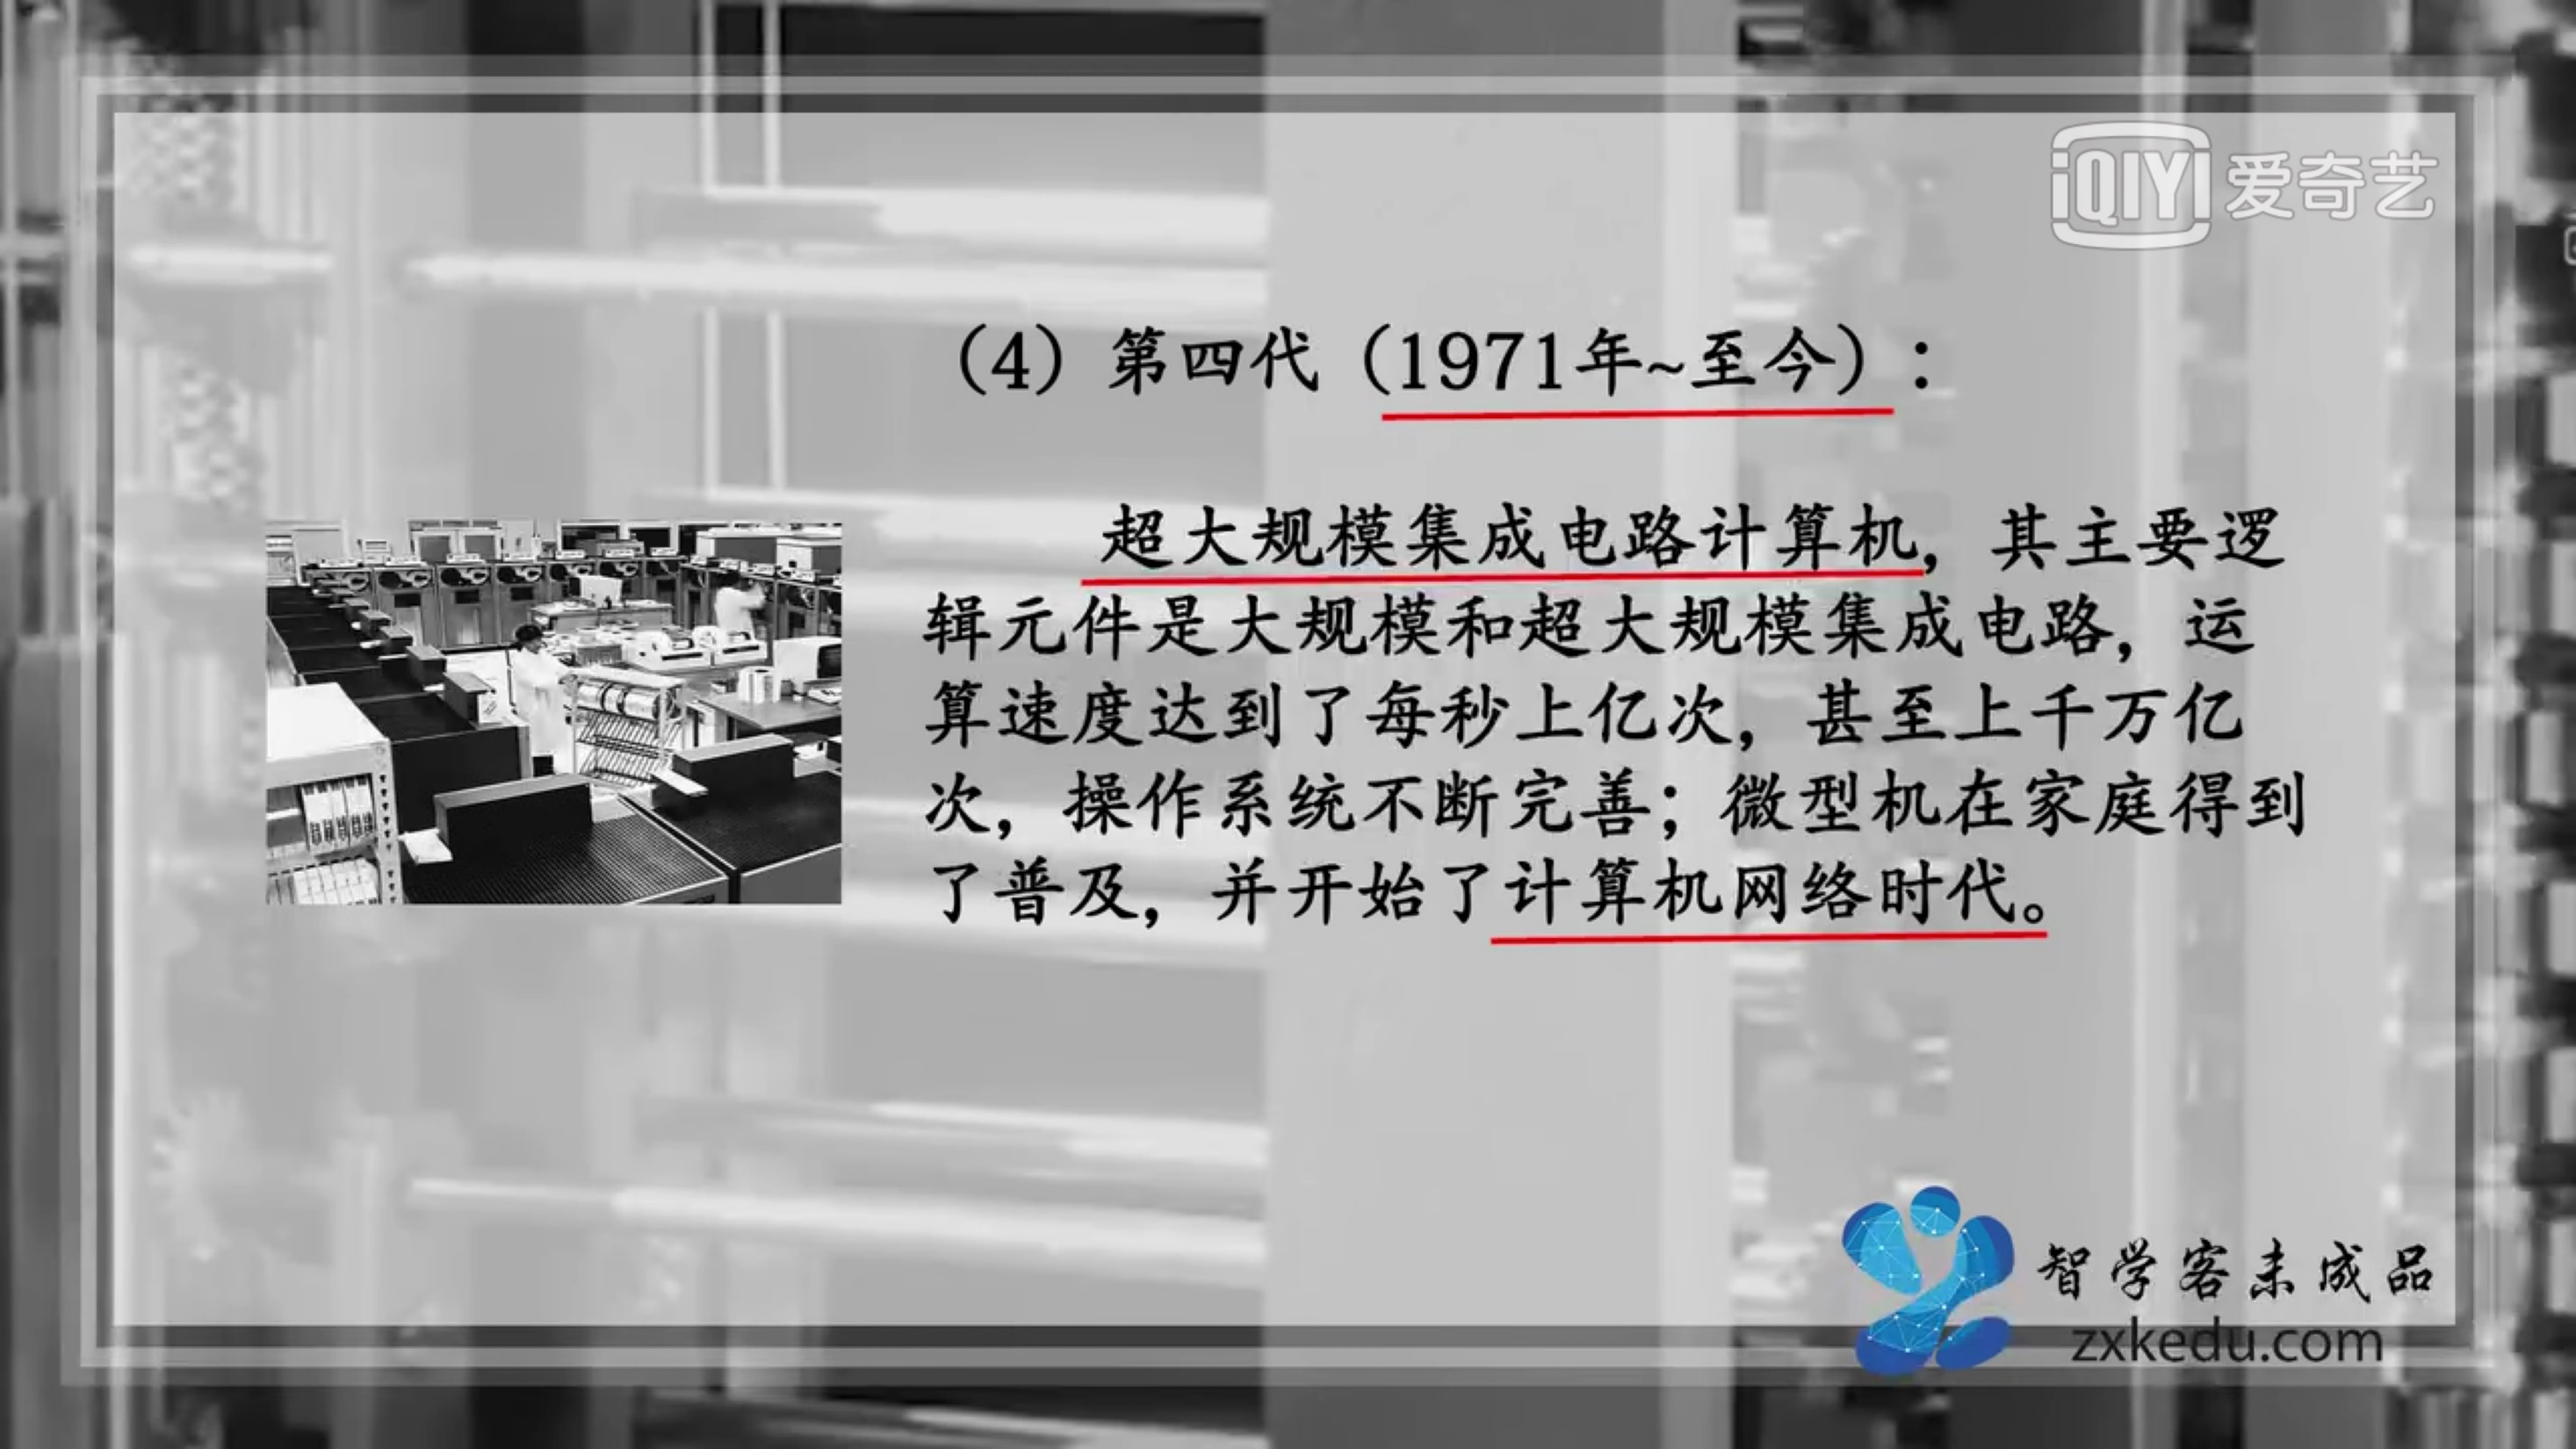 iQIYI 爱奇艺
（4）第四代（1971年~至今）：
超大规模集成电路计算机，其主要逻
辑元件是大规模和超大规模集成电路，运
算速度达到了每秒上亿次，甚至上千万亿
次，操作系统不断完善；微型机在家庭得到
了普及，并开始了计算机网络时代。
智学客未成品
zxkedu.com